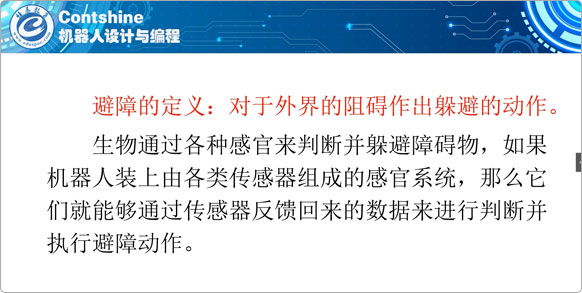 Contshine
机器人设计与编程
避障的定义：对于外界的阻碍作出躲避的动作。
生物通过各种感官来判断并躲避障碍物，如果
机器人装上由各类传感器组成的感官系统，那么它
们就能够通过传感器反馈回来的数据来进行判断并
执行避障动作。